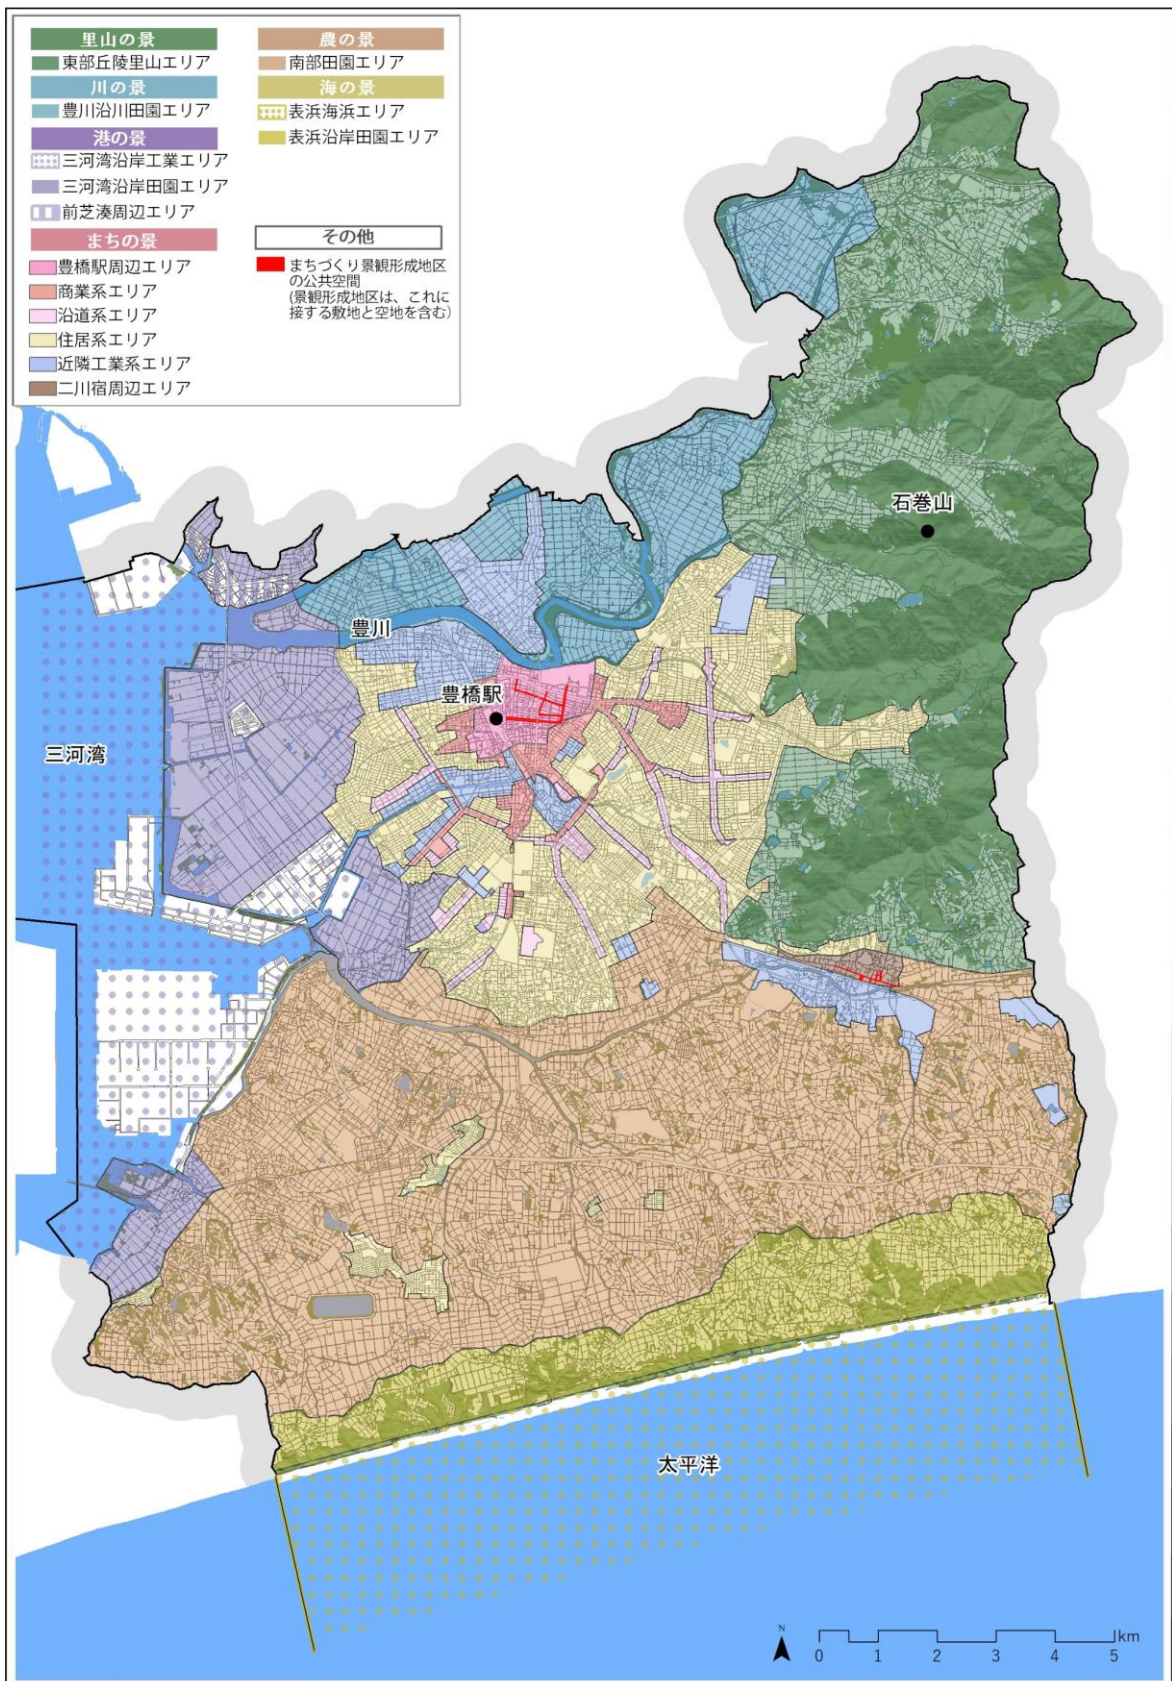 里山の景
東部丘陵里山エリア
川の景
豊川沿川田園エリア
港の景
三河湾沿岸工業エリア
三河湾沿岸田園エリア
前芝湊周辺エリア
まちの景
豊橋駅周辺エリア
商業系エリア
沿道系エリア
住居系エリア
近隣工業系エリア
二川宿周辺エリア
農の景
南部田園エリア
海の景
表浜海浜エリア
表浜沿岸田園エリア
その他
まちづくり景観形成地区
の公共空間
(景観形成地区は、これに
接する敷地と空地を含む)
石巻山
豊川
豊橋駅
三河湾
太平洋
N
0 1 2 3 4 5 km